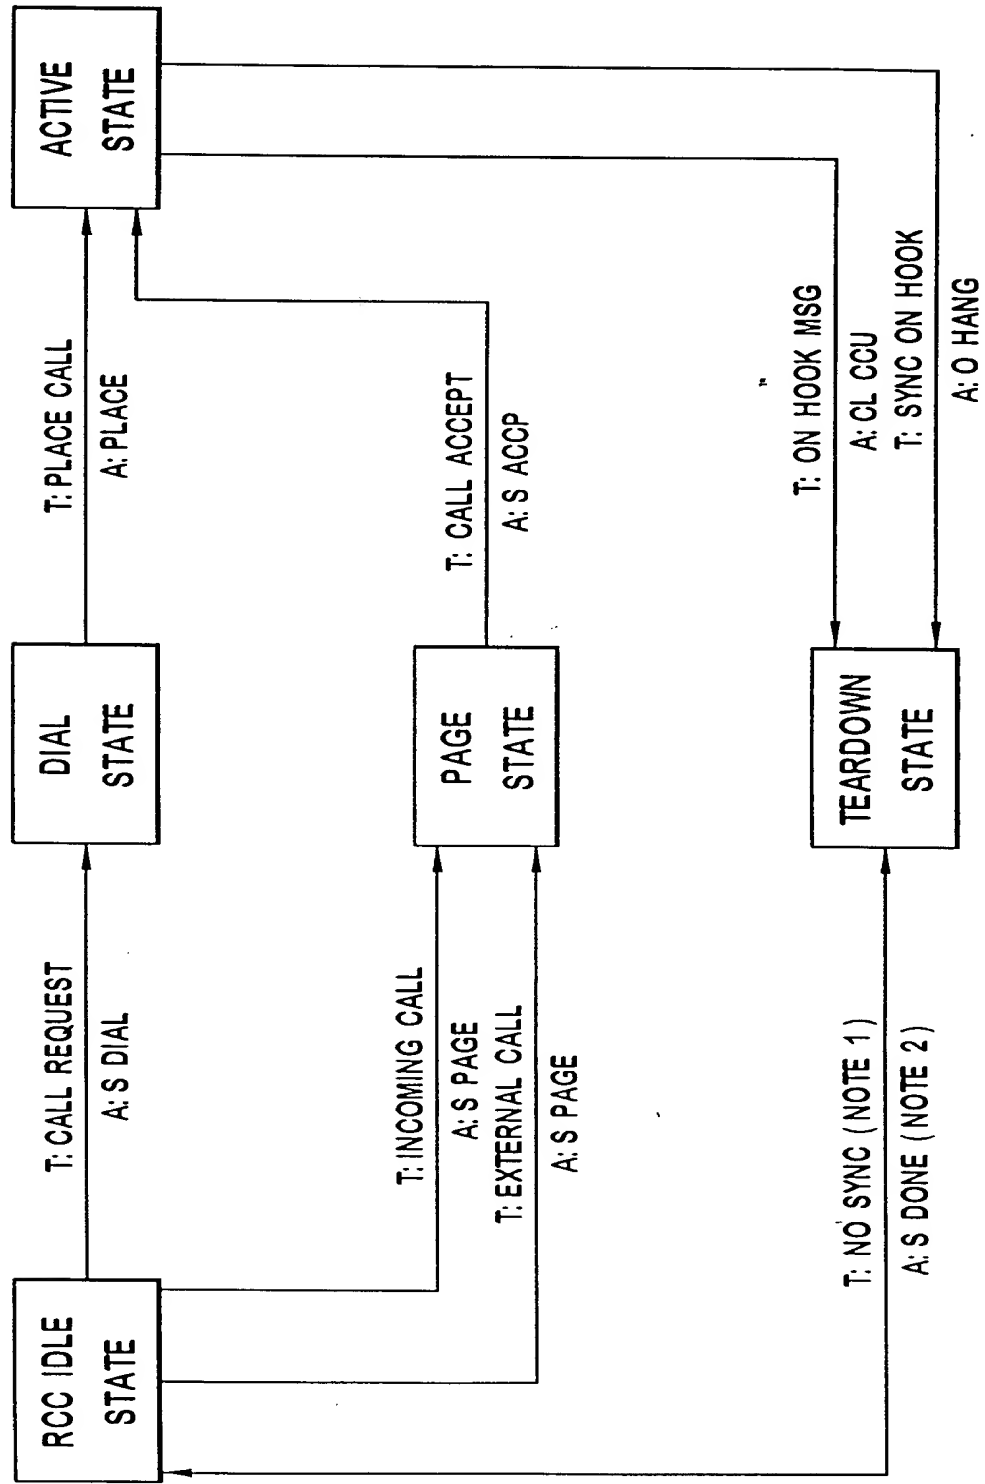 RCC IDLE
STATE
T: CALL REQUEST
A: S DIAL
DIAL
STATE
T: PLACE CALL
A: PLACE
ACTIVE
STATE
T: INCOMING CALL
A: S PAGE
T: EXTERNAL CALL
A: S PAGE
PAGE
STATE
T: CALL ACCEPT
A: S ACCP
T: NO SYNC (NOTE 1)
A: S DONE (NOTE 2)
TEARDOWN
STATE
T: ON HOOK MSG
A: CL CCU
T: SYNC ON HOOK
A: O HANG